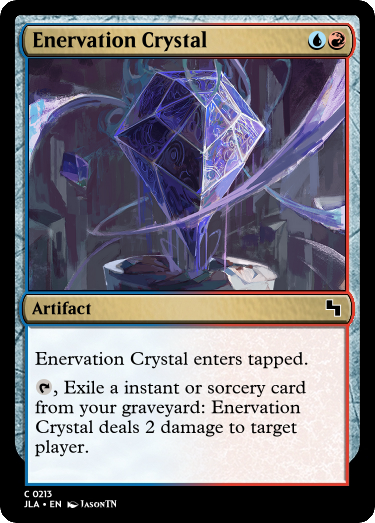 Enervation Crystal
Artifact
Enervation Crystal enters tapped.
, Exile a instant or sorcery card
from your graveyard: Enervation
Crystal deals 2 damage to target
player.
C 0213
JLA • EN JASONTN